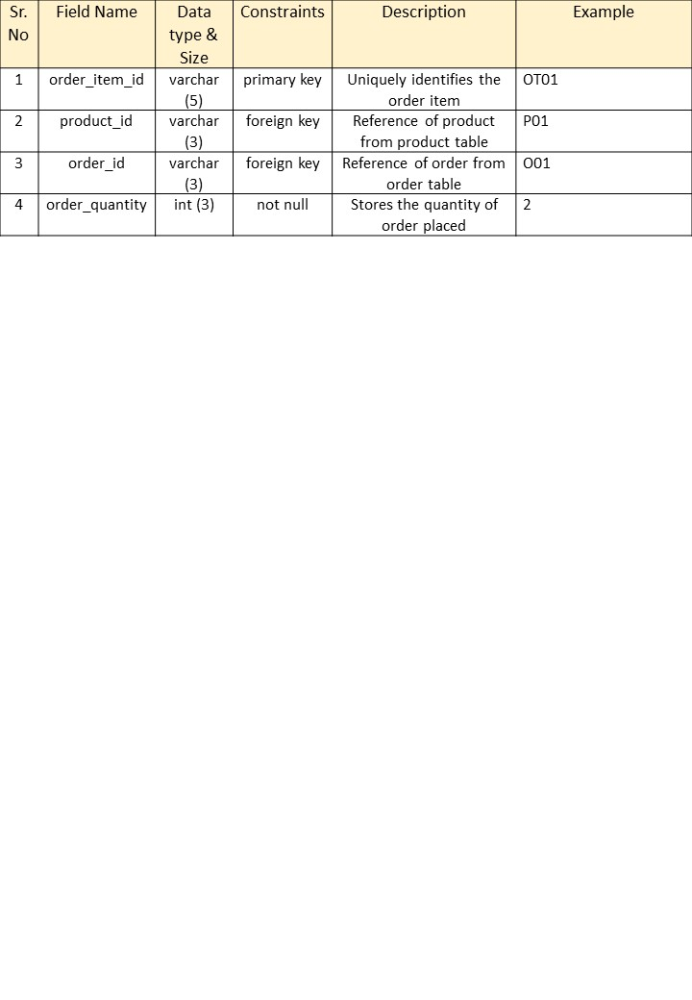 Sr. No | Field Name | Data type & Size | Constraints | Description | Example
1 | order_item_id | varchar (5) | primary key | Uniquely identifies the order item | OT01
2 | product_id | varchar (3) | foreign key | Reference of product from product table | P01
3 | order_id | varchar (3) | foreign key | Reference of order from order table | O01
4 | order_quantity | int (3) | not null | Stores the quantity of order placed | 2